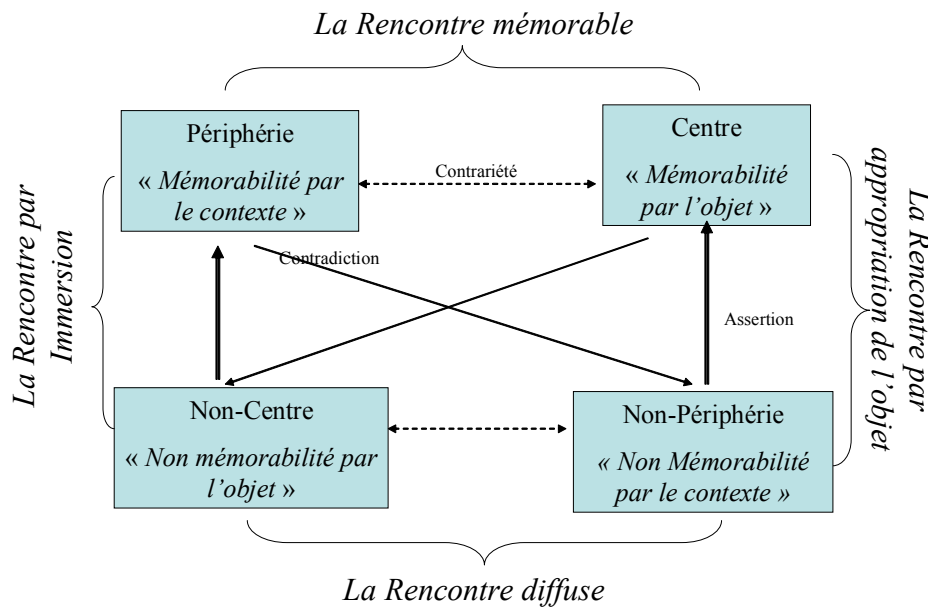 La Rencontre mémorable
Périphérie
« Mémorabilité par
le contexte »
Contrariété
Centre
« Mémorabilité
par l’objet »
La Rencontre par
Immersion
Contradiction
Assertion
La Rencontre par
appropriation de l’objet
Non-Centre
« Non mémorabilité par
l’objet »
Non-Périphérie
« Non Mémorabilité
par le contexte »
La Rencontre diffuse